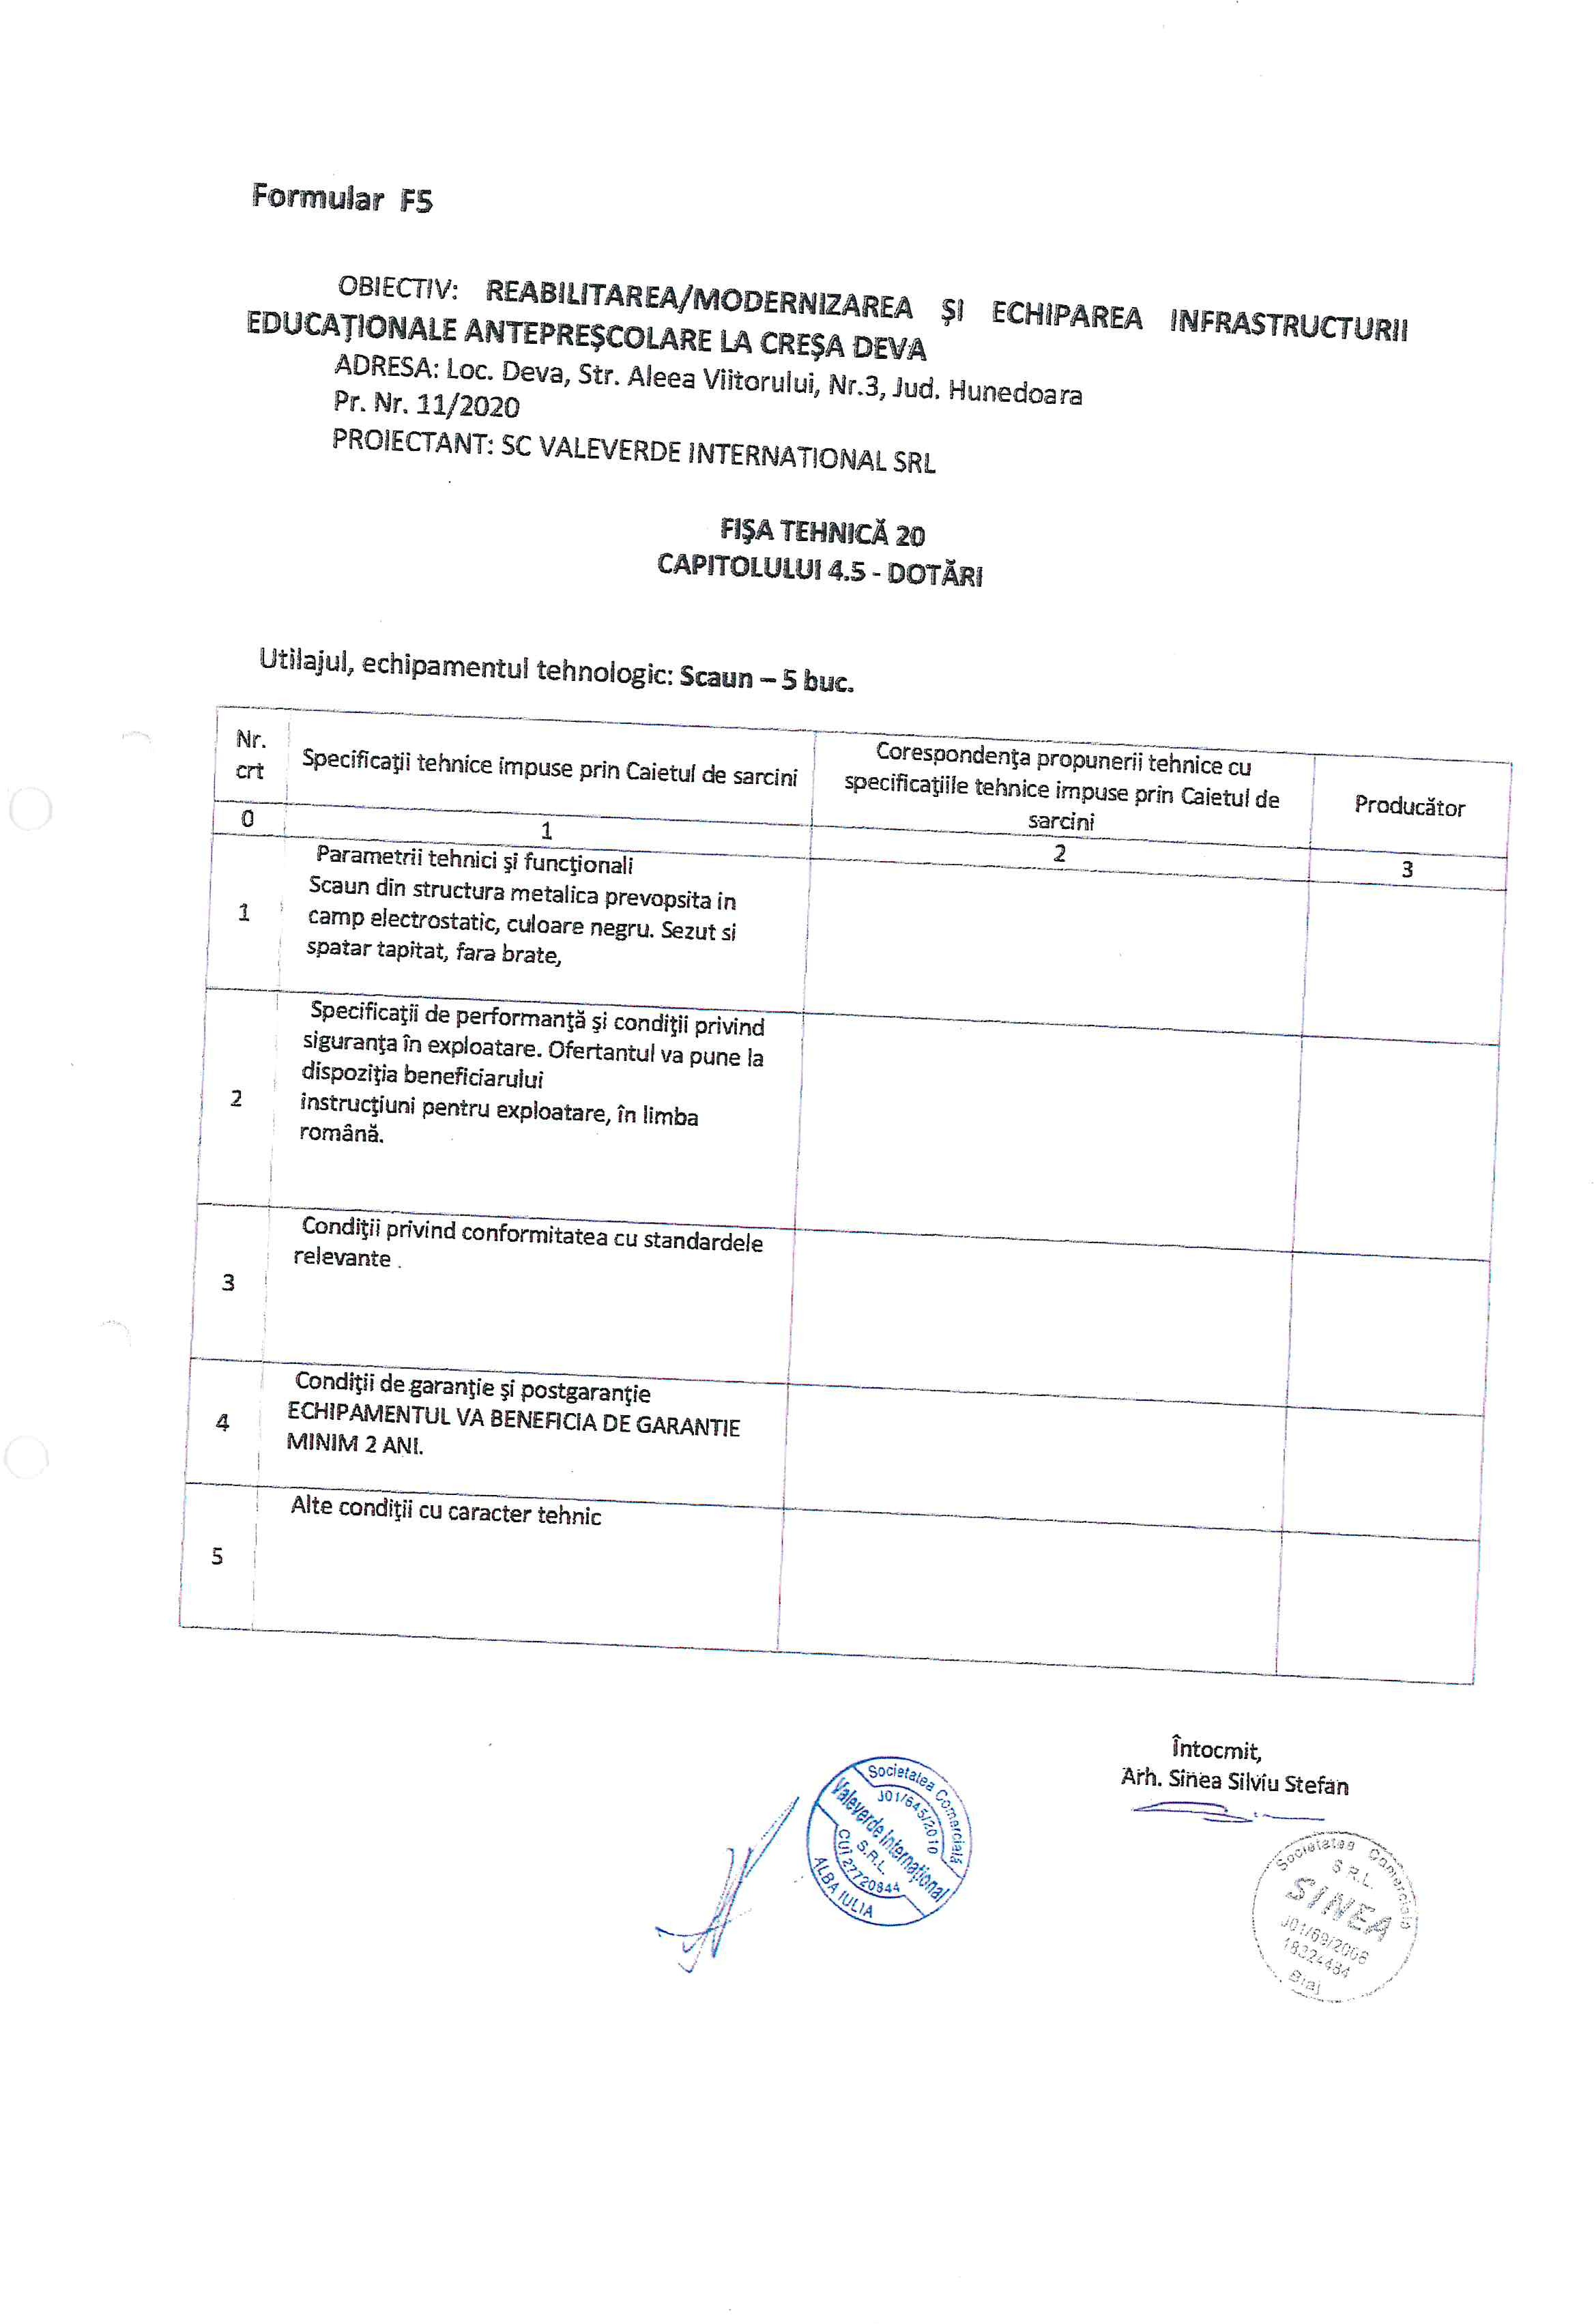 Formular F5
OBIECTIV: REABILITAREA/MODERNIZAREA ŞI ECHIPAREA INFRASTRUCTURII
EDUCAŢIONALE ANTEPREŞCOLARE LA CREŞA DEVA
ADRESA: Loc. Deva, Str. Aleea Viitorului, Nr.3, Jud. Hunedoara
Pr. Nr. 11/2020
PROIECTANT: SC VALEVERDE INTERNATIONAL SRL
FIŞA TEHNICĂ 20
CAPITOLULUI 4.5 - DOTĂRI
Utilajul, echipamentul tehnologic: Scaun – 5 buc.
Nr.
crt
Specificaţii tehnice impuse prin Caietul de sarcini
Corespondenţa propunerii tehnice cu
specificaţiile tehnice impuse prin Caietul de
sarcini
Producător
0
1
2
3
1
Parametrii tehnici şi funcţionali
Scaun din structura metalica prevopsita in
camp electrostatic, culoare negru. Sezut si
spatar tapitat, fara brate,
2
Specificaţii de performanţă şi condiţii privind
siguranţa în exploatare. Ofertantul va pune la
dispoziţia beneficiarului
instrucţiuni pentru exploatare, în limba
română.
3
Condiţii privind conformitatea cu standardele
relevante .
4
Condiţii de garanţie şi postgaranţie
ECHIPAMENTUL VA BENEFICIA DE GARANTIE
MINIM 2 ANI.
5
Alte condiţii cu caracter tehnic
Întocmit,
Arh. Sinea Silviu Stefan
Societatea Comercială
J01/645/2010
Valeverde Internaţional
S.R.L.
CUI 27720844
ALBA IULIA
Societatea Comerciala
S.R.L.
SINEA
J01/69/2006
18324484
Blaj